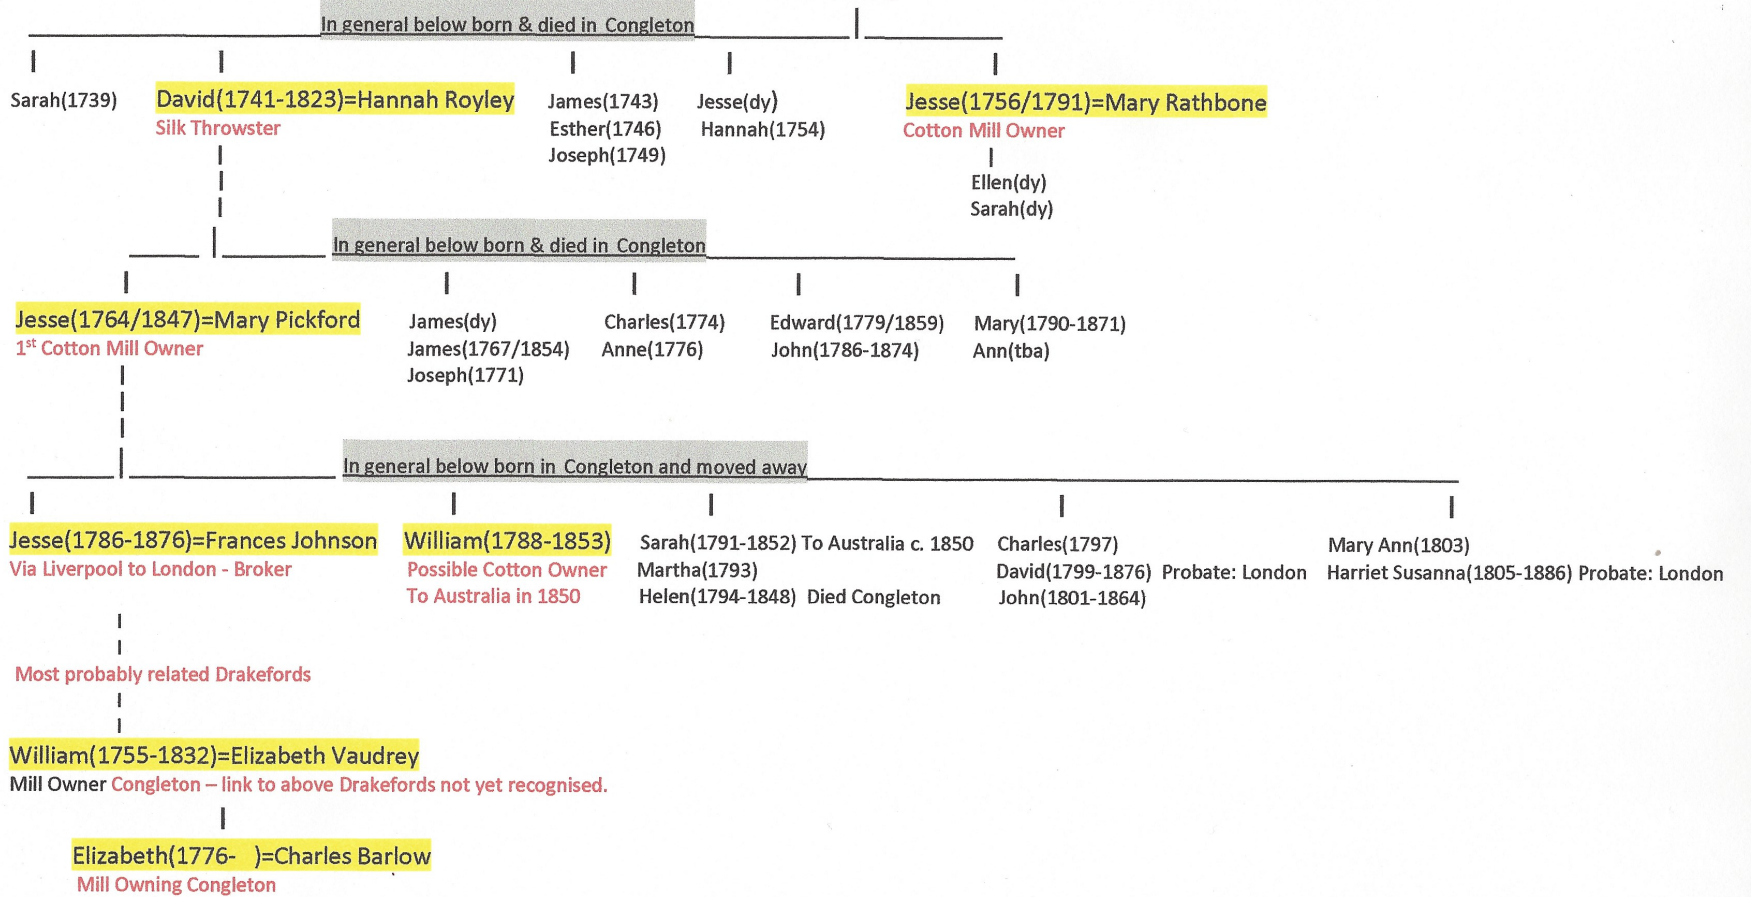 In general below born & died in Congleton
Sarah(1739)
David(1741-1823)=Hannah Royley
Silk Throwster
James(1743)
Esther(1746)
Joseph(1749)
Jesse(dy)
Hannah(1754)
Jesse(1756/1791)=Mary Rathbone
Cotton Mill Owner
Ellen(dy)
Sarah(dy)
In general below born & died in Congleton
Jesse(1764/1847)=Mary Pickford
1st Cotton Mill Owner
James(dy)
James(1767/1854)
Joseph(1771)
Charles(1774)
Anne(1776)
Edward(1779/1859)
John(1786-1874)
Mary(1790-1871)
Ann(tba)
In general below born in Congleton and moved away
Jesse(1786-1876)=Frances Johnson
Via Liverpool to London - Broker
William(1788-1853)
Possible Cotton Owner
To Australia in 1850
Sarah(1791-1852) To Australia c. 1850
Martha(1793)
Helen(1794-1848) Died Congleton
Charles(1797)
David(1799-1876) Probate: London
John(1801-1864)
Mary Ann(1803)
Harriet Susanna(1805-1886) Probate: London
Most probably related Drakefords
William(1755-1832)=Elizabeth Vaudrey
Mill Owner Congleton – link to above Drakefords not yet recognised.
Elizabeth(1776- )=Charles Barlow
Mill Owning Congleton